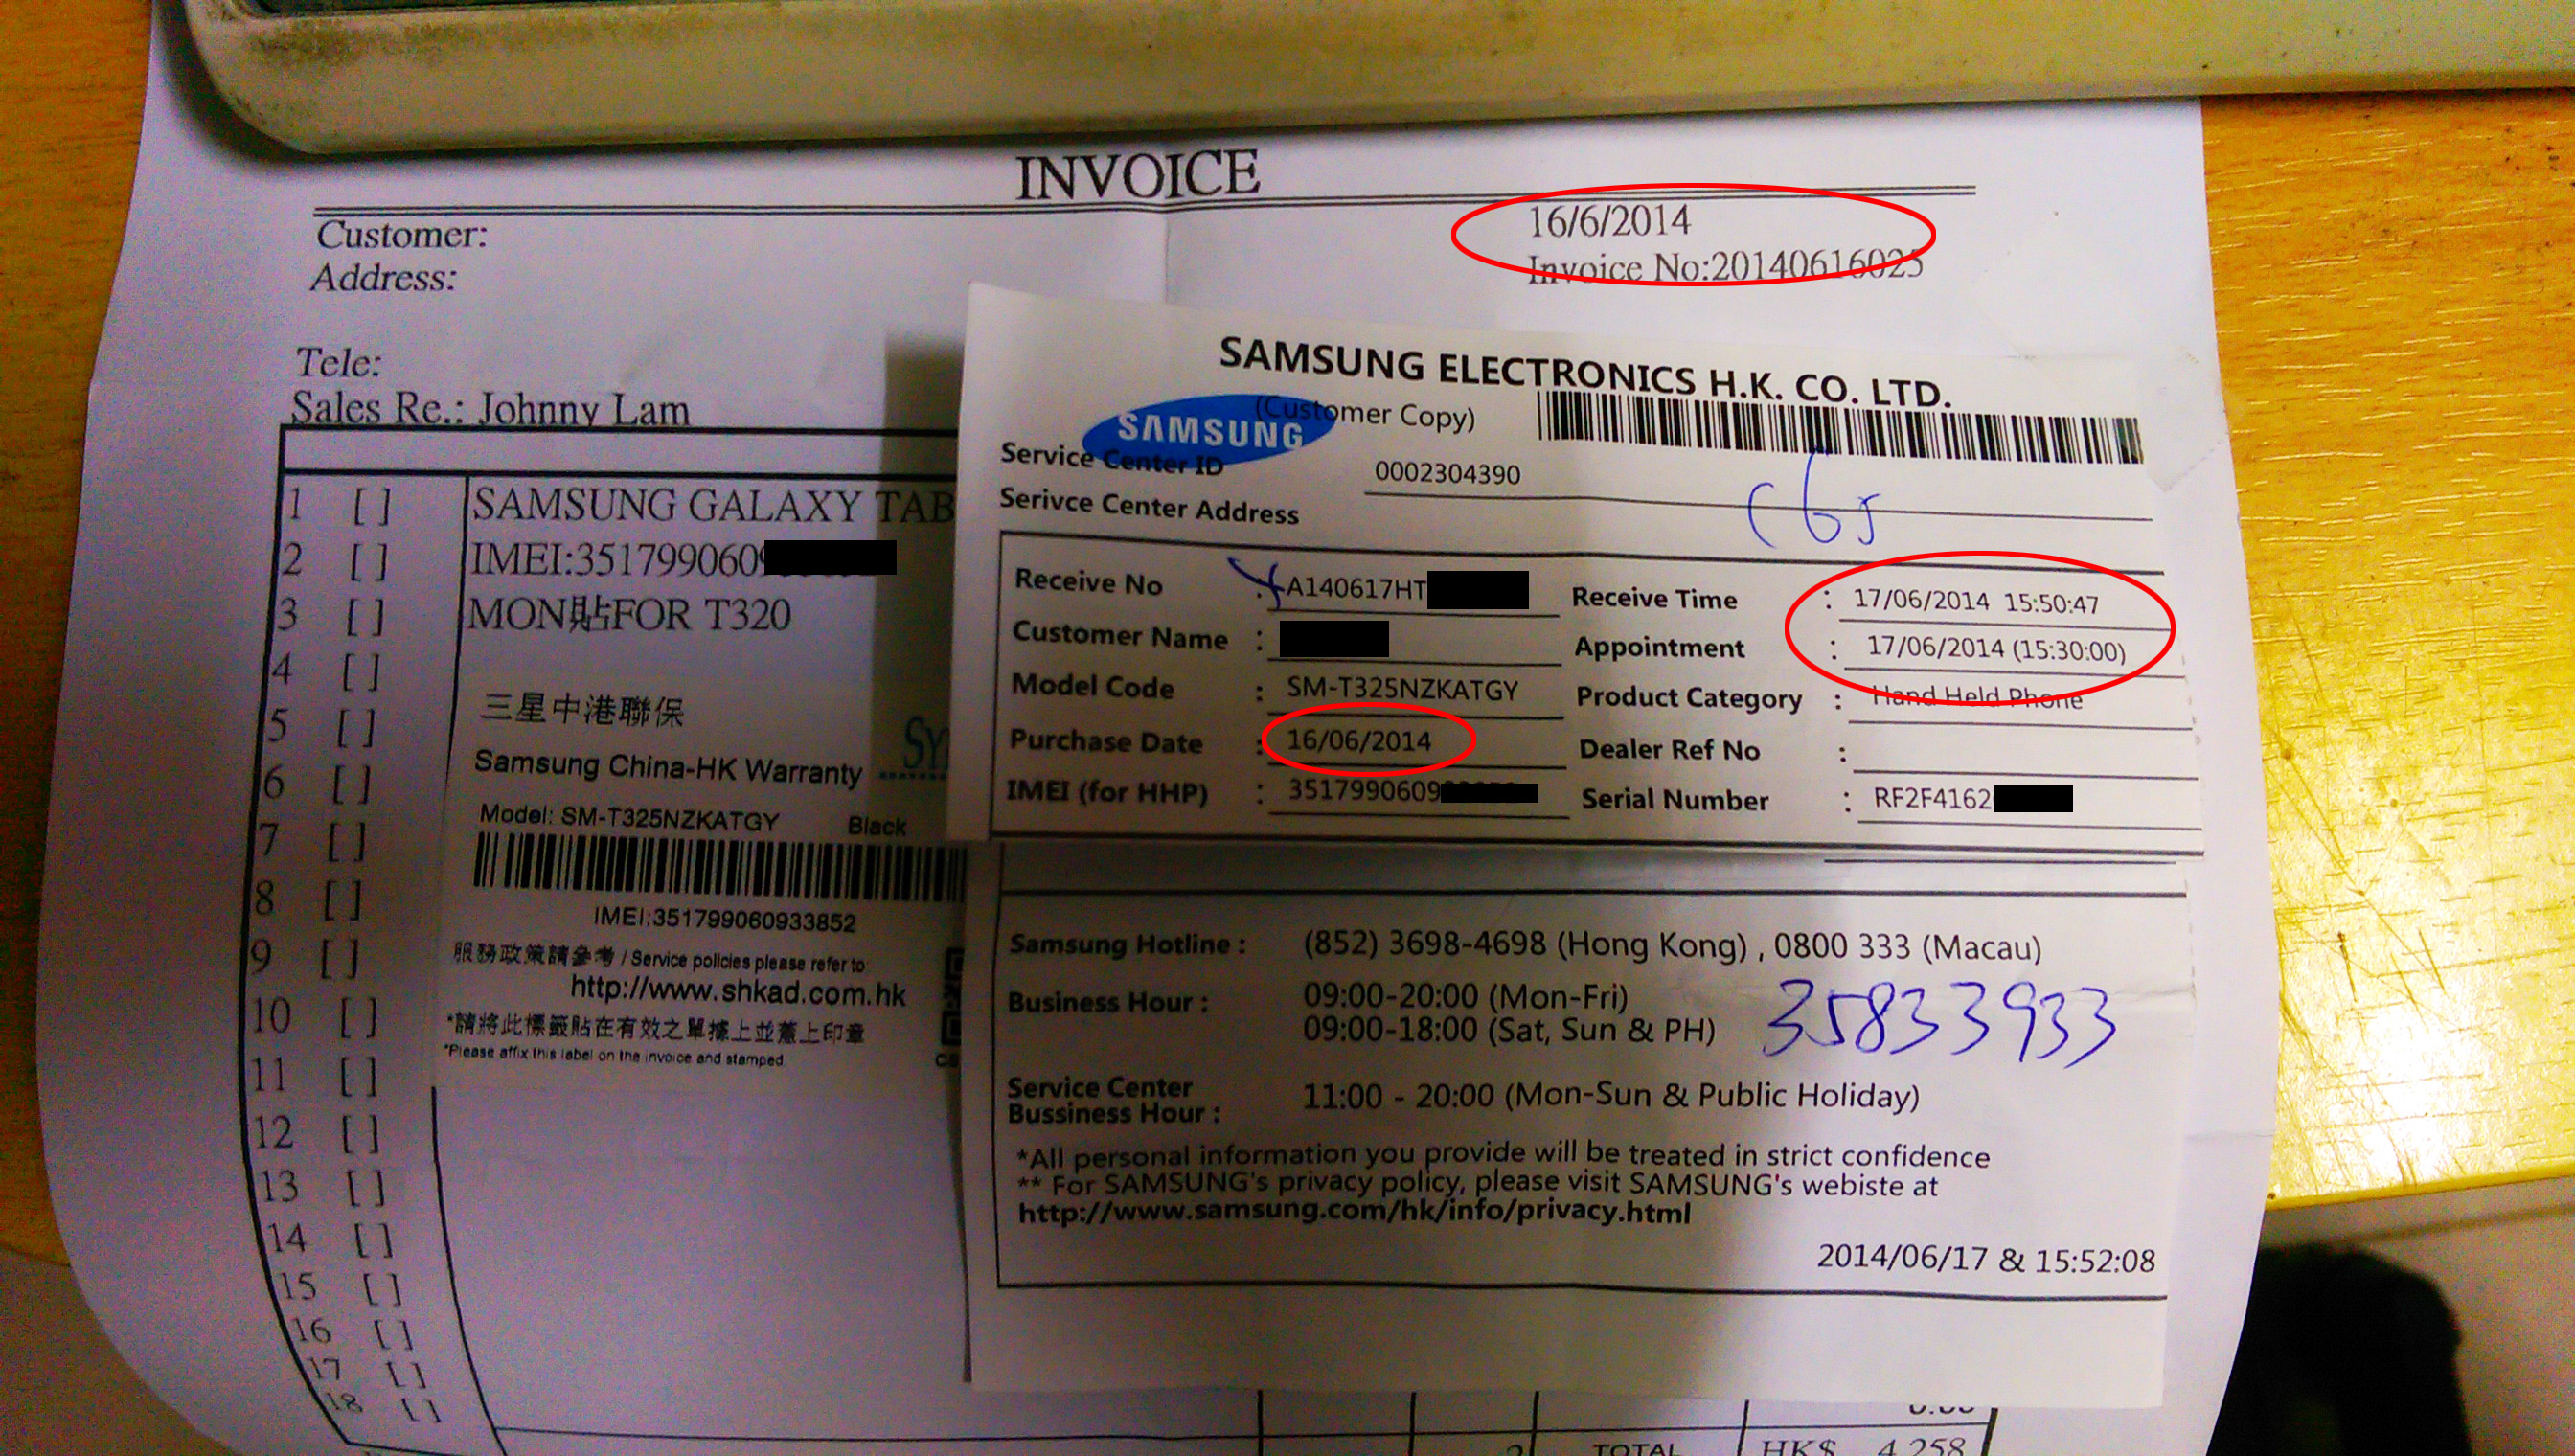 INVOICE
Customer:
Address:
16/6/2014
Invoice No:20140616025
Tele:
Sales Re.: Johnny Lam
1 [ ] SAMSUNG GALAXY TAB
2 [ ] IMEI:3517990609
3 [ ] MON貼FOR T320
4 [ ]
5 [ ]
6 [ ]
7 [ ]
8 [ ]
9 [ ]
10 [ ]
11 [ ]
12 [ ]
13 [ ]
14 [ ]
15 [ ]
16 [ ]
17 [ ]
18 [ ]
三星中港聯保
Samsung China-HK Warranty
SY
Model: SM-T325NZKATGY Black
IMEI:351799060933852
服務政策請參考 / Service policies please refer to:
http://www.shkad.com.hk
*請將此標籤貼在有效之單據上並蓋上印章
*Please affix this label on the invoice and stamped.
SAMSUNG ELECTRONICS H.K. CO. LTD.
SAMSUNG
(Customer Copy)
Service Center ID 0002304390
Serivce Center Address
Receive No : A140617HT
Receive Time : 17/06/2014 15:50:47
Customer Name :
Appointment : 17/06/2014 (15:30:00)
Model Code : SM-T325NZKATGY
Product Category : Hand Held Phone
Purchase Date : 16/06/2014
Dealer Ref No :
IMEI (for HHP) : 3517990609
Serial Number : RF2F4162
Samsung Hotline : (852) 3698-4698 (Hong Kong) , 0800 333 (Macau)
Business Hour : 09:00-20:00 (Mon-Fri)
09:00-18:00 (Sat, Sun & PH)
35833933
Service Center
Bussiness Hour : 11:00 - 20:00 (Mon-Sun & Public Holiday)
*All personal information you provide will be treated in strict confidence
** For SAMSUNG's privacy policy, please visit SAMSUNG's webiste at
http://www.samsung.com/hk/info/privacy.html
2014/06/17 & 15:52:08
TOTAL HK$ 4,258